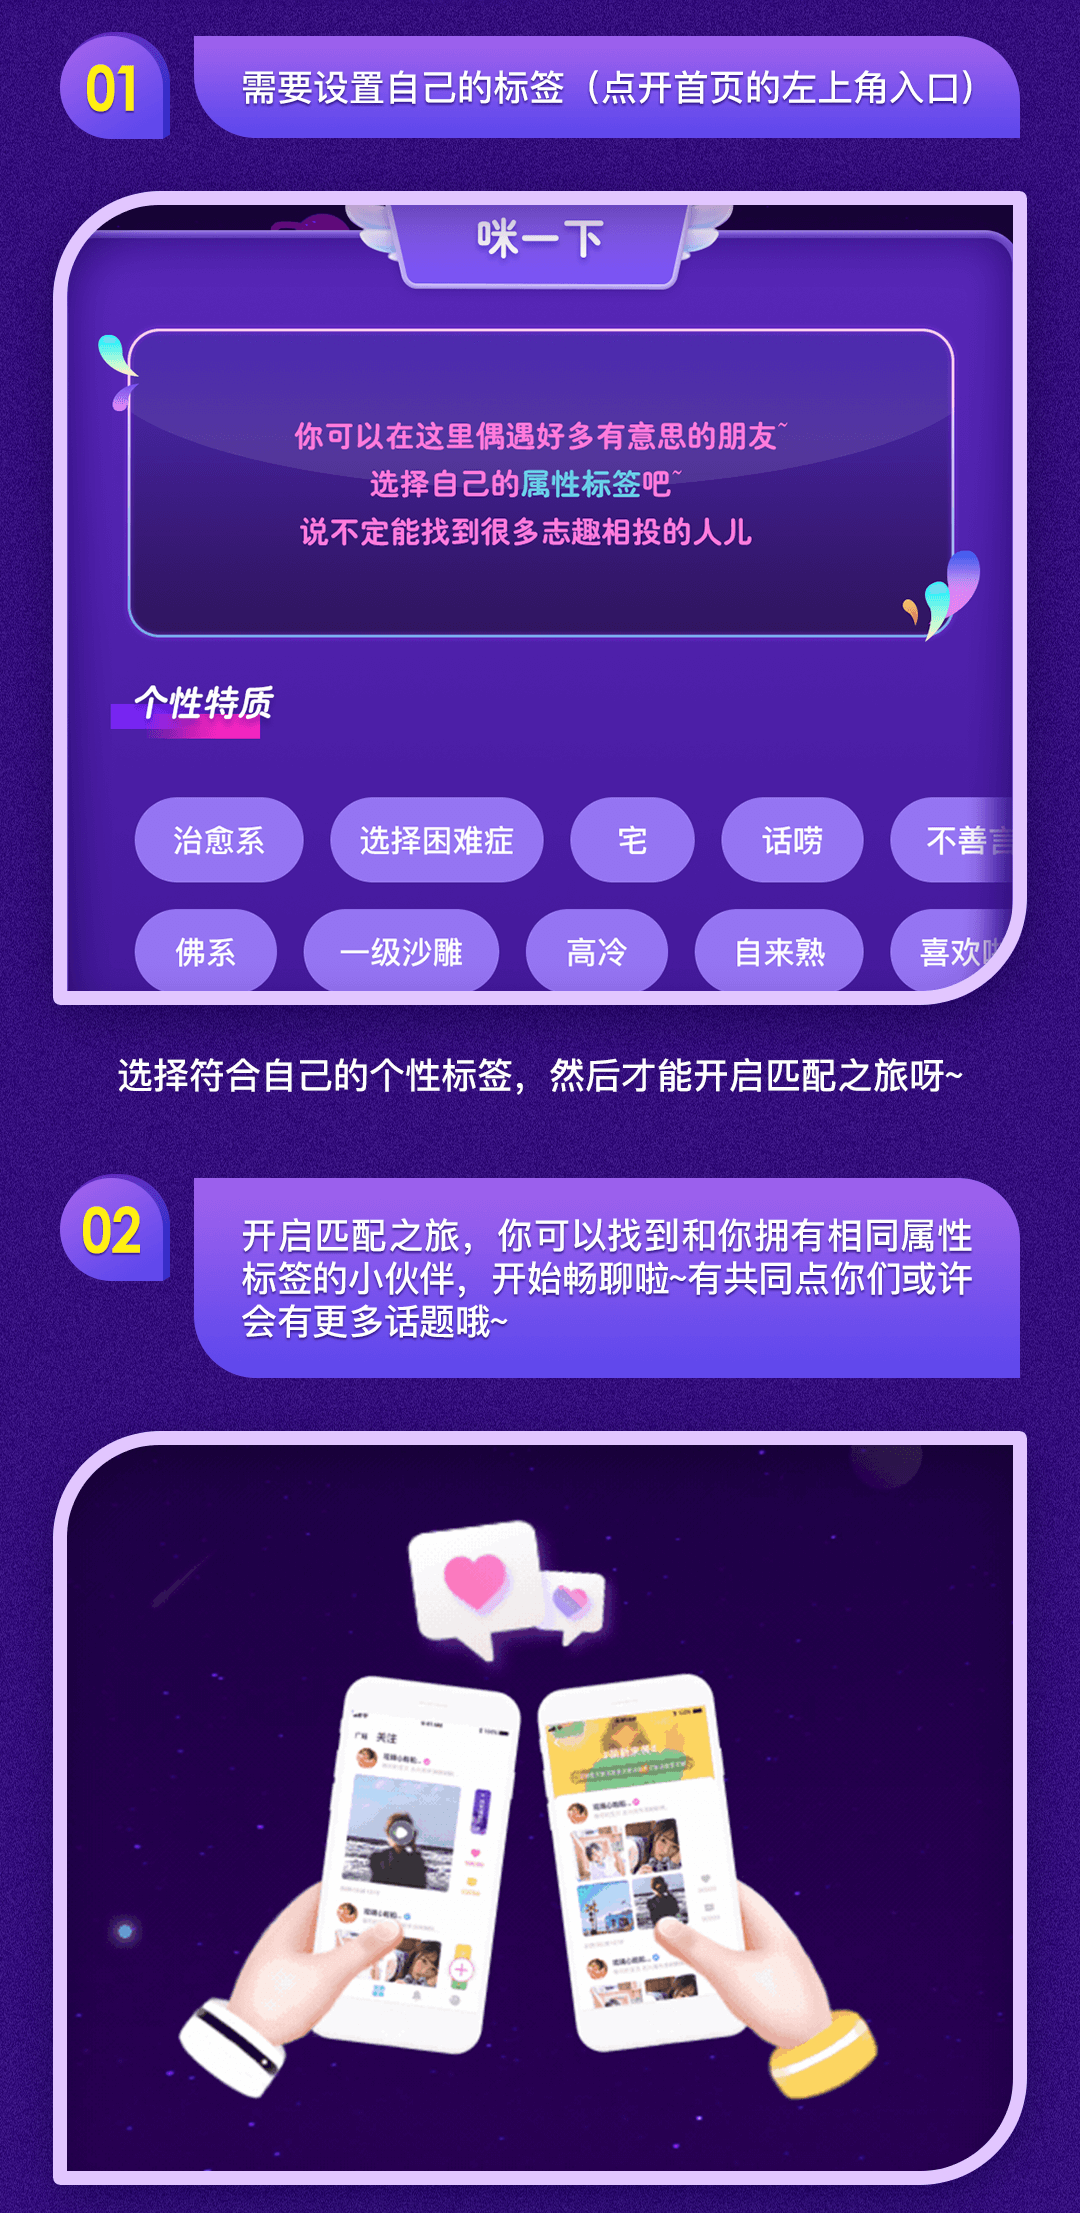 01
需要设置自己的标签（点开首页的左上角入口）
咪一下
你可以在这里偶遇好多有意思的朋友~
选择自己的属性标签吧~
说不定能找到很多志趣相投的人儿
个性特质
治愈系 选择困难症 宅 话唠 不善言
佛系 一级沙雕 高冷 自来熟 喜欢
选择符合自己的个性标签，然后才能开启匹配之旅呀~
02
开启匹配之旅，你可以找到和你拥有相同属性
标签的小伙伴，开始畅聊啦~有共同点你们或许
会有更多话题哦~
关注